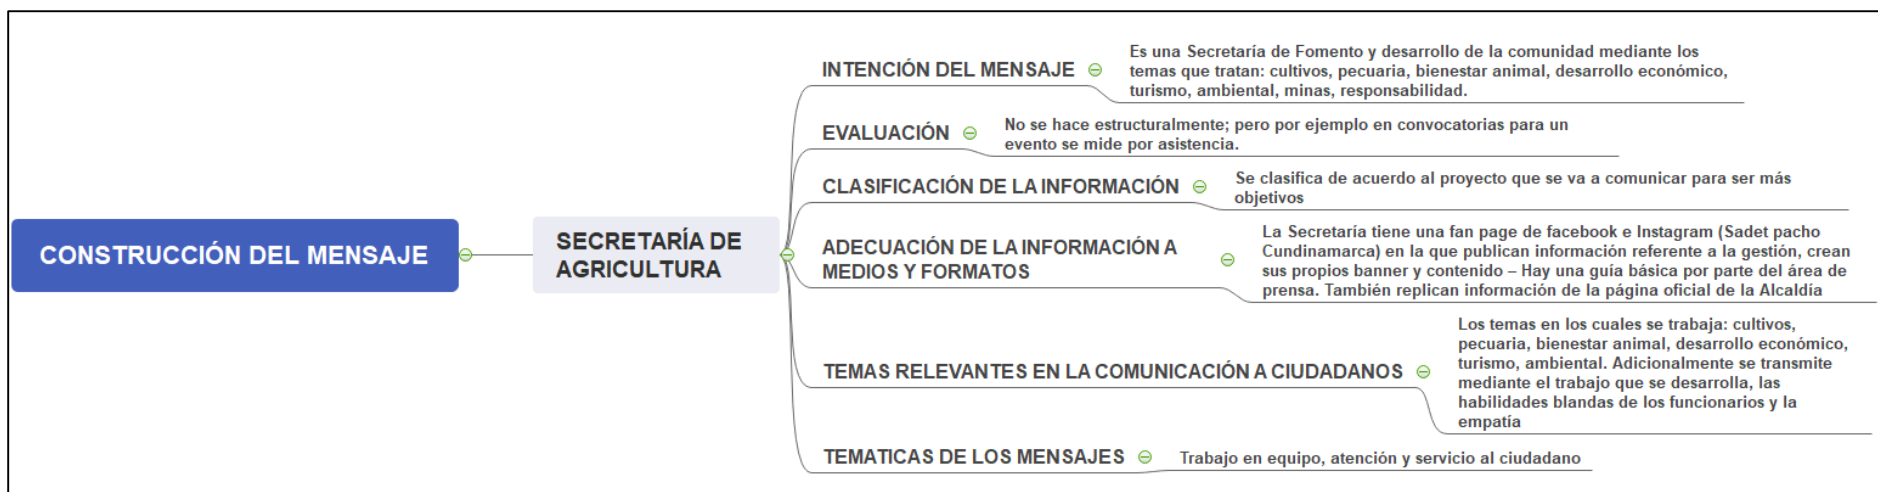 CONSTRUCCIÓN DEL MENSAJE
SECRETARÍA DE
AGRICULTURA
INTENCIÓN DEL MENSAJE
Es una Secretaría de Fomento y desarrollo de la comunidad mediante los
temas que tratan: cultivos, pecuaria, bienestar animal, desarrollo económico,
turismo, ambiental, minas, responsabilidad.
EVALUACIÓN
No se hace estructuralmente; pero por ejemplo en convocatorias para un
evento se mide por asistencia.
CLASIFICACIÓN DE LA INFORMACIÓN
Se clasifica de acuerdo al proyecto que se va a comunicar para ser más
objetivos
ADECUACIÓN DE LA INFORMACIÓN A
MEDIOS Y FORMATOS
La Secretaría tiene una fan page de facebook e Instagram (Sadet pacho
Cundinamarca) en la que publican información referente a la gestión, crean
sus propios banner y contenido – Hay una guía básica por parte del área de
prensa. También replican información de la página oficial de la Alcaldía
TEMAS RELEVANTES EN LA COMUNICACIÓN A CIUDADANOS
Los temas en los cuales se trabaja: cultivos,
pecuaria, bienestar animal, desarrollo económico,
turismo, ambiental. Adicionalmente se transmite
mediante el trabajo que se desarrolla, las
habilidades blandas de los funcionarios y la
empatía
TEMATICAS DE LOS MENSAJES
Trabajo en equipo, atención y servicio al ciudadano